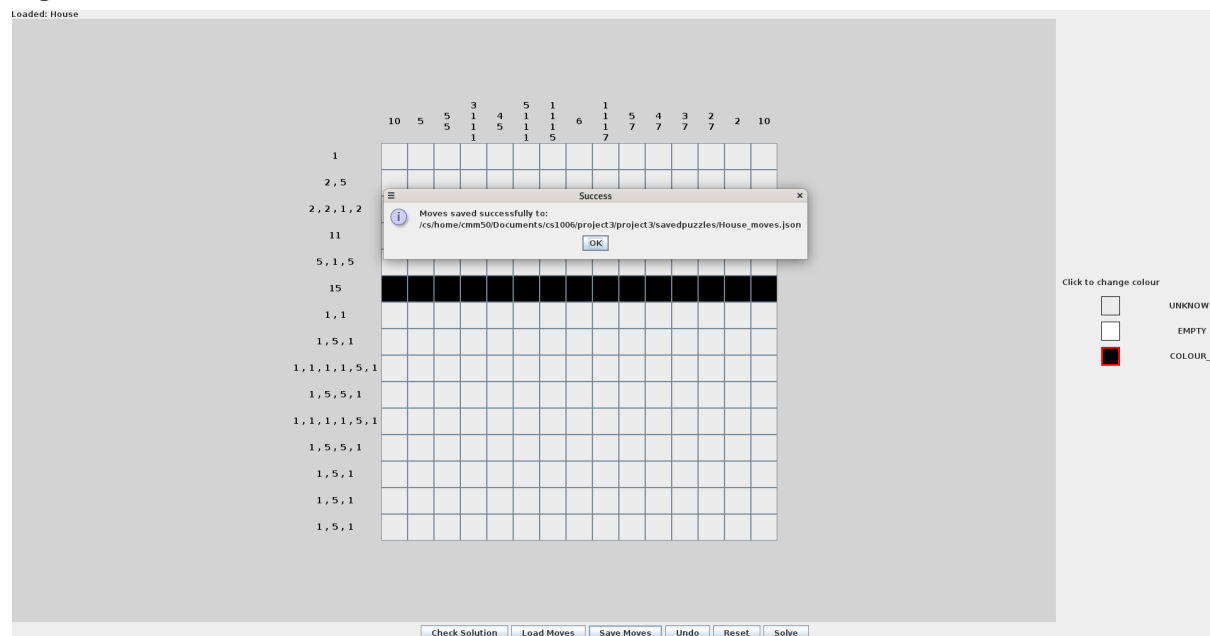 Loaded: House
3 5 1 1
5 1 4 1 1 1 5 4 3 2
10 5 5 1 5 1 1 6 1 7 7 7 7 2 10
1 1 5 7
1
2 , 5
2 , 2 , 1 , 2
11
5 , 1 , 5
15
1 , 1
1 , 5 , 1
1 , 1 , 1 , 1 , 5 , 1
1 , 5 , 5 , 1
1 , 1 , 1 , 1 , 5 , 1
1 , 5 , 5 , 1
1 , 5 , 1
1 , 5 , 1
1 , 5 , 1
Success
Moves saved successfully to:
/cs/home/cmm50/Documents/cs1006/project3/project3/savedpuzzles/House_moves.json
OK
Click to change colour
UNKNOW
EMPTY
COLOUR_
Check Solution Load Moves Save Moves Undo Reset Solve